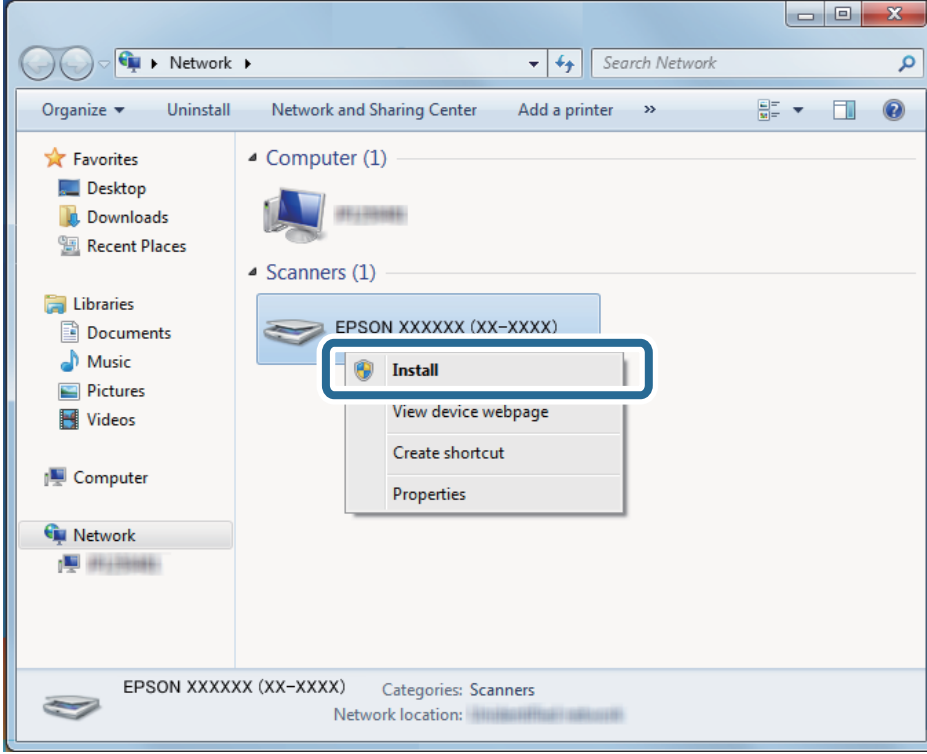 Network
Search Network
Organize Uninstall Network and Sharing Center Add a printer »
Favorites
Desktop
Downloads
Recent Places
Libraries
Documents
Music
Pictures
Videos
Computer
Network
Computer (1)
Scanners (1)
EPSON XXXXXX (XX-XXXX)
Install
View device webpage
Create shortcut
Properties
EPSON XXXXXX (XX-XXXX) Categories: Scanners
Network location: